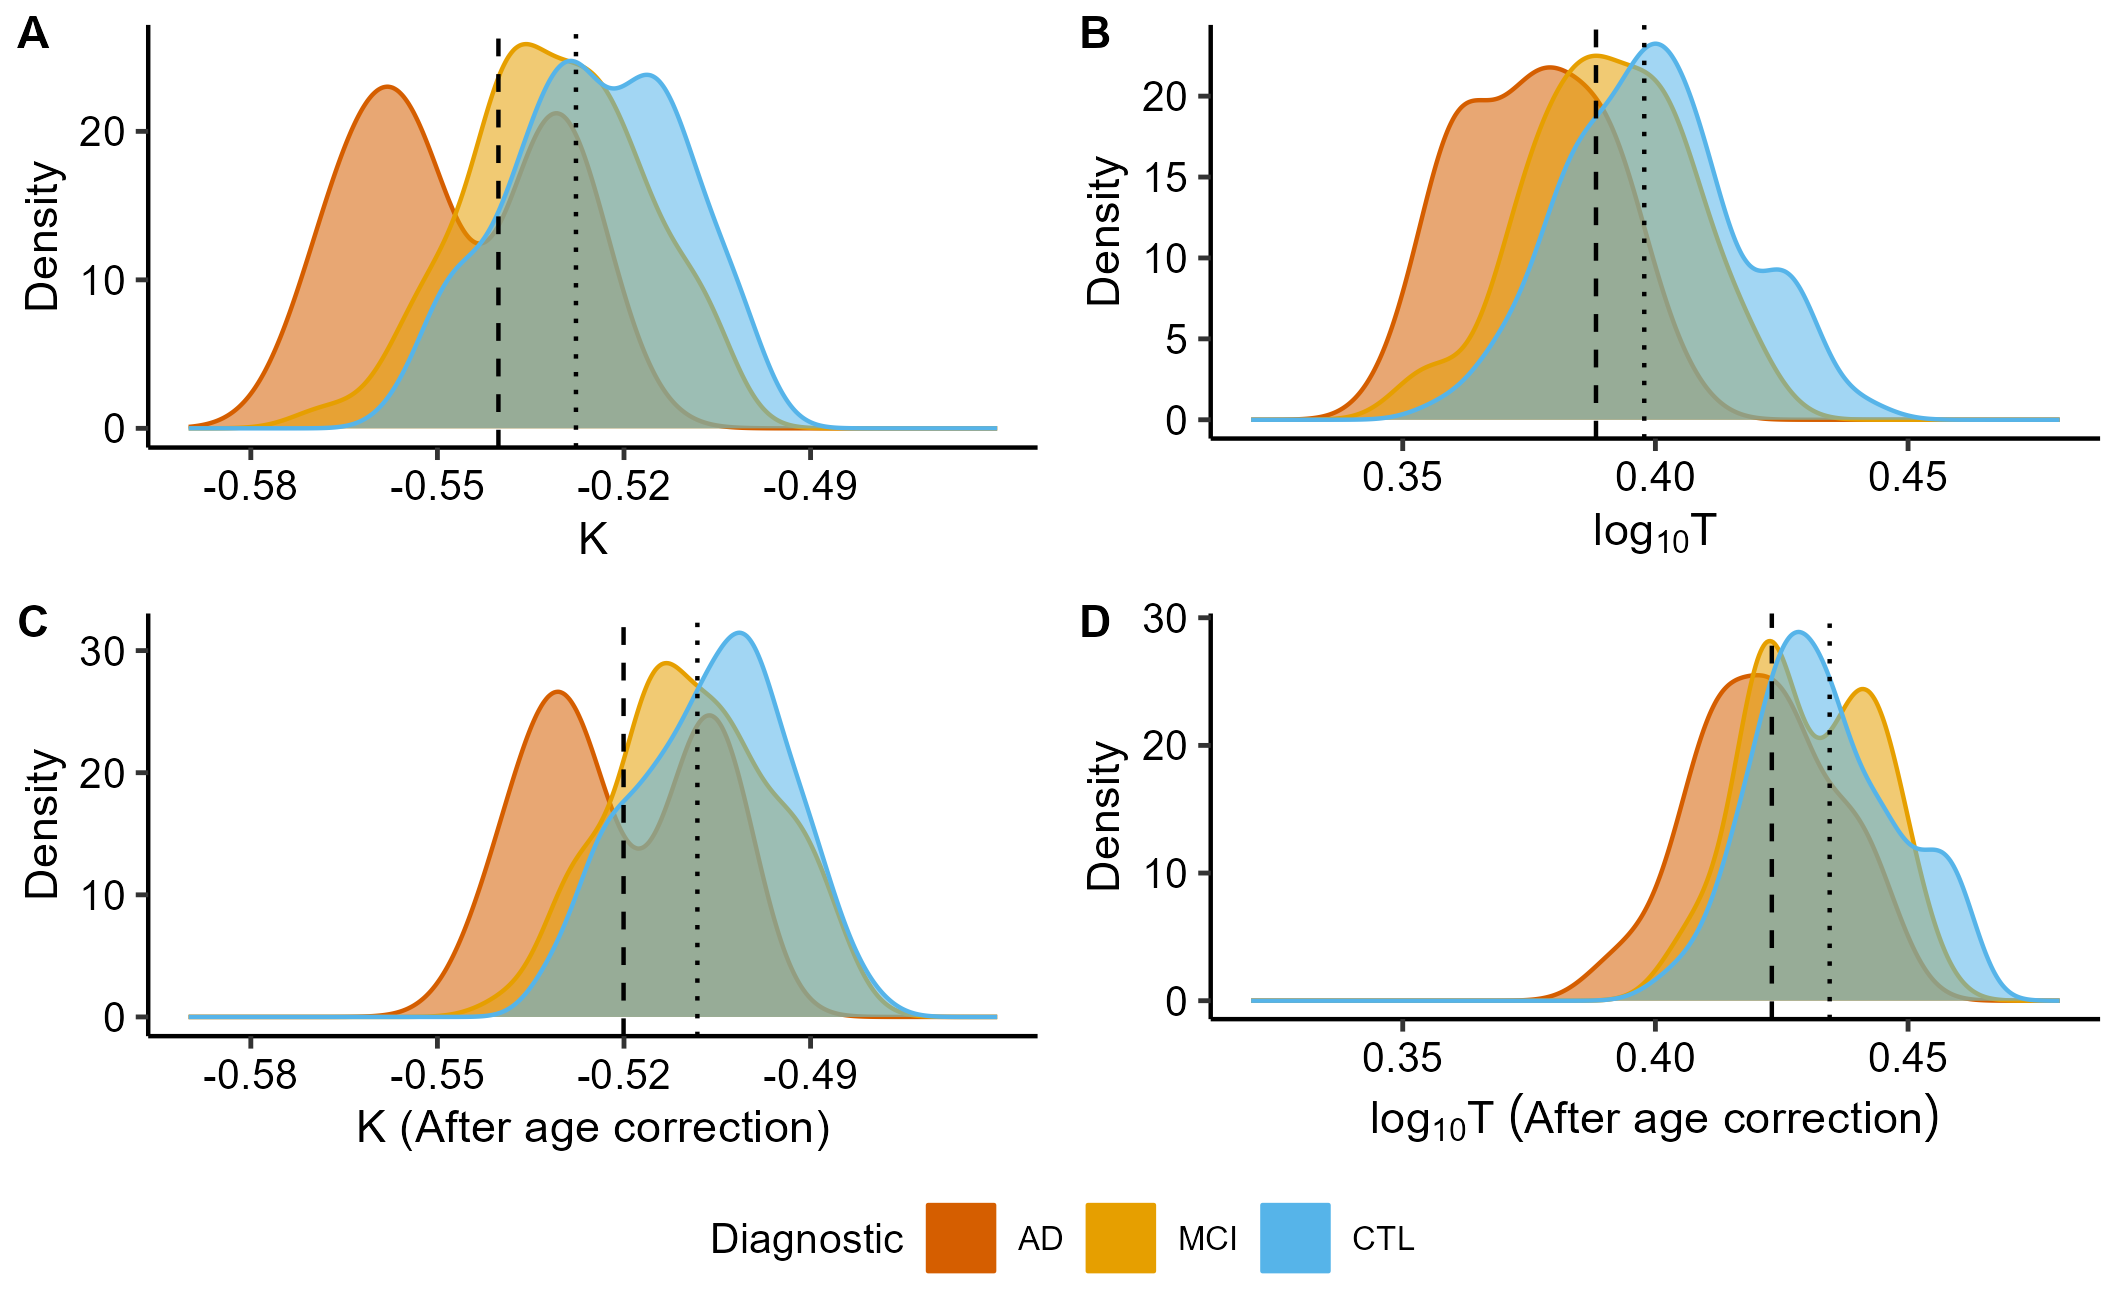 A
Density
20
10
0
-0.58 -0.55 -0.52 -0.49
K
B
Density
20
15
10
5
0
0.35 0.40 0.45
log₁₀T
C
Density
30
20
10
0
-0.58 -0.55 -0.52 -0.49
K (After age correction)
D
Density
30
20
10
0
0.35 0.40 0.45
log₁₀T (After age correction)
Diagnostic AD MCI CTL